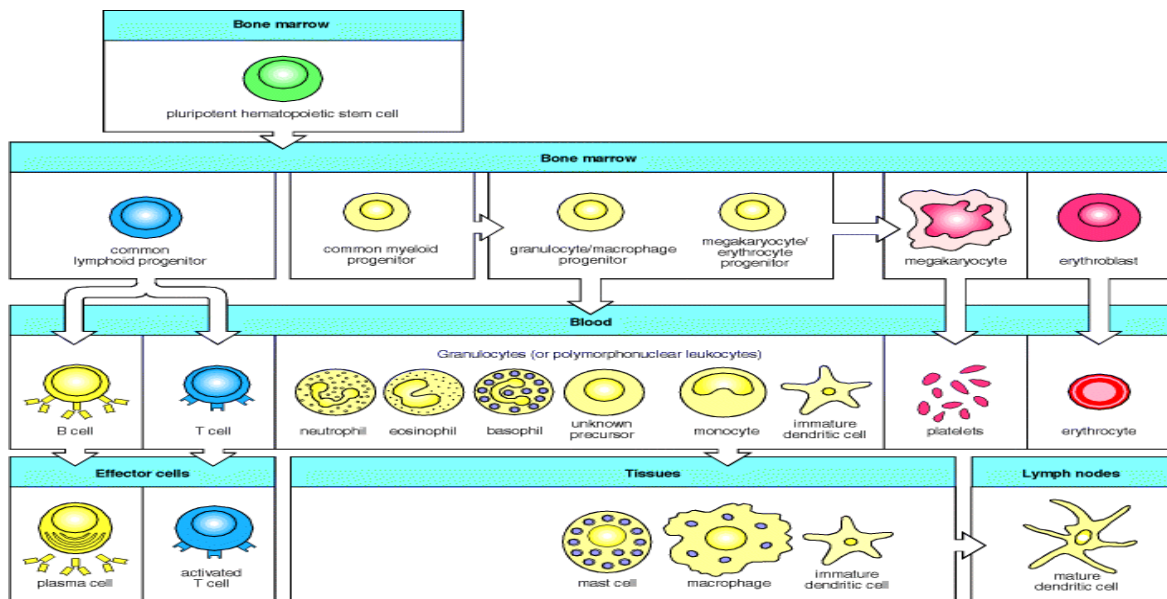 Bone marrow
pluripotent hematopoietic stem cell
Bone marrow
common
lymphoid progenitor
common myeloid
progenitor
granulocyte/macrophage
progenitor
megakaryocyte/
erythrocyte
progenitor
megakaryocyte
erythroblast
Blood
Granulocytes (or polymorphonuclear leukocytes)
B cell
T cell
neutrophil
eosinophil
basophil
unknown
precursor
monocyte
immature
dendritic cell
platelets
erythrocyte
Effector cells
Tissues
Lymph nodes
plasma cell
activated
T cell
mast cell
macrophage
immature
dendritic cell
mature
dendritic cell